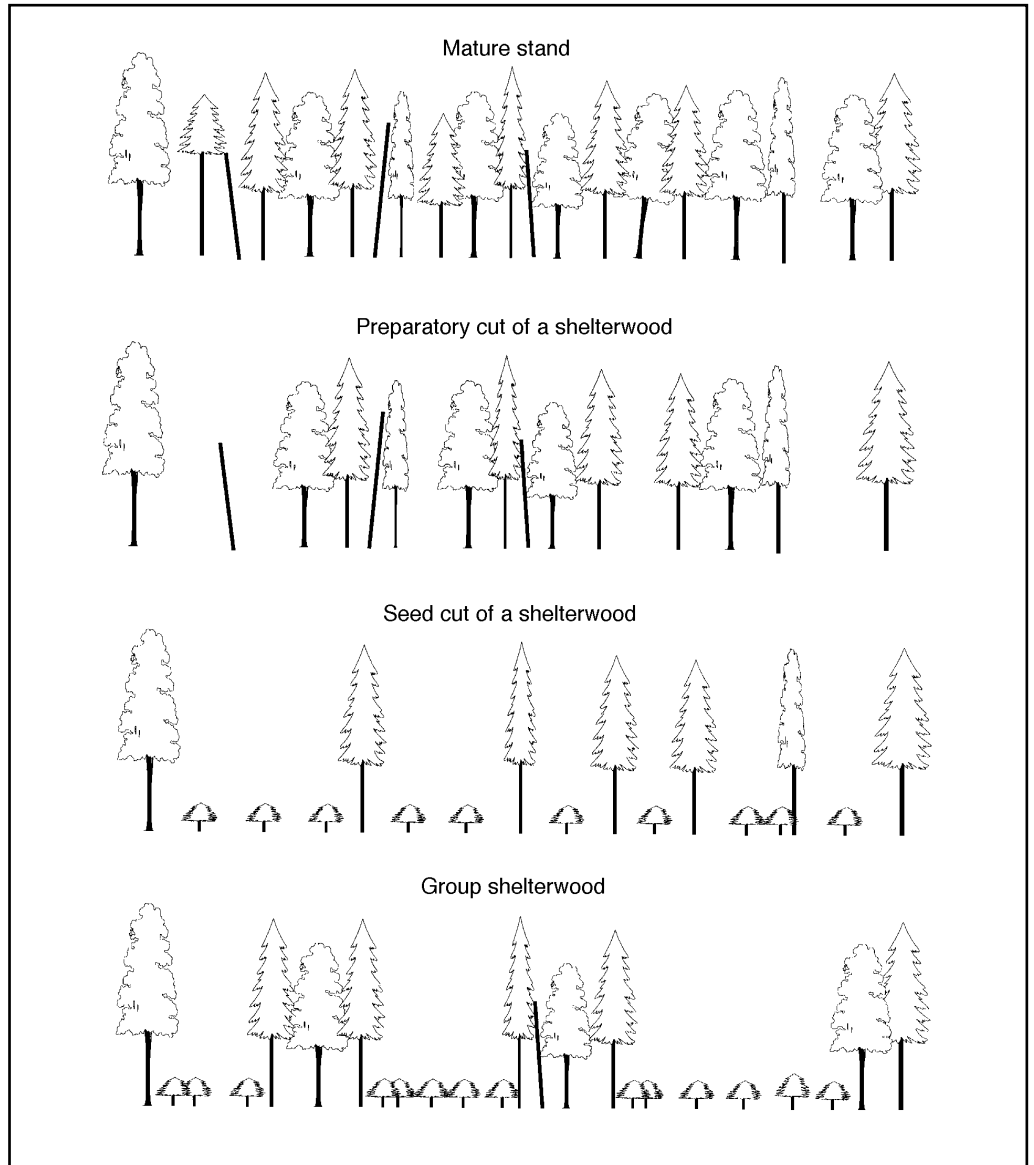 Mature stand
Preparatory cut of a shelterwood
Seed cut of a shelterwood
Group shelterwood